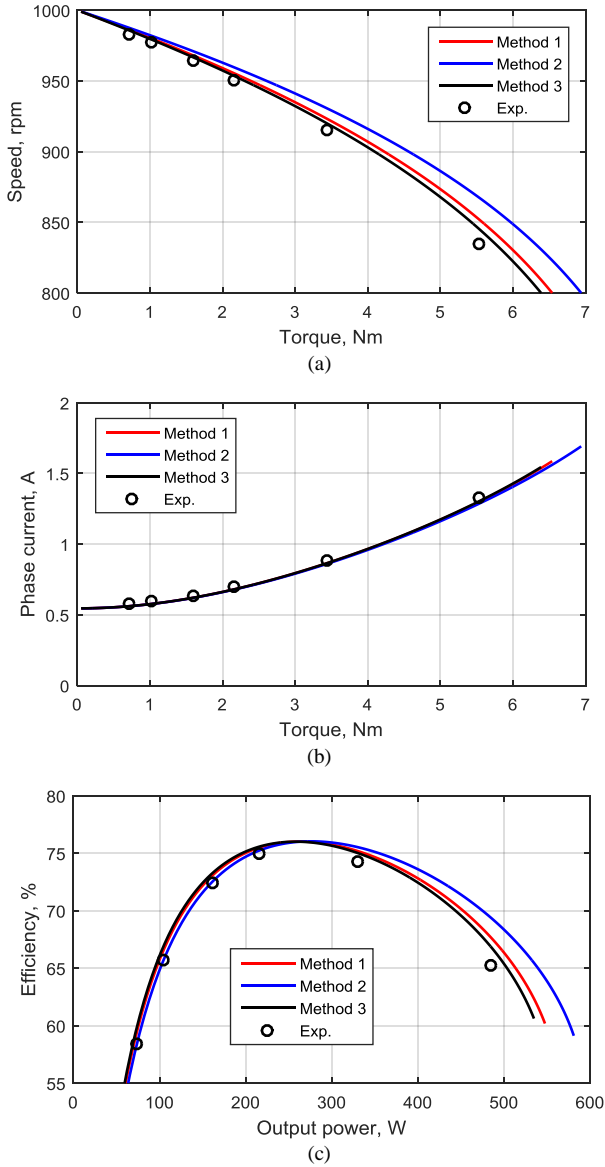 1000
950
900
850
800
Speed, rpm
Method 1
Method 2
Method 3
Exp.
0 1 2 3 4 5 6 7
Torque, Nm
(a)
2
1.5
1
0.5
0
Phase current, A
Method 1
Method 2
Method 3
Exp.
0 1 2 3 4 5 6 7
Torque, Nm
(b)
80
75
70
65
60
55
Efficiency, %
Method 1
Method 2
Method 3
Exp.
0 100 200 300 400 500 600
Output power, W
(c)